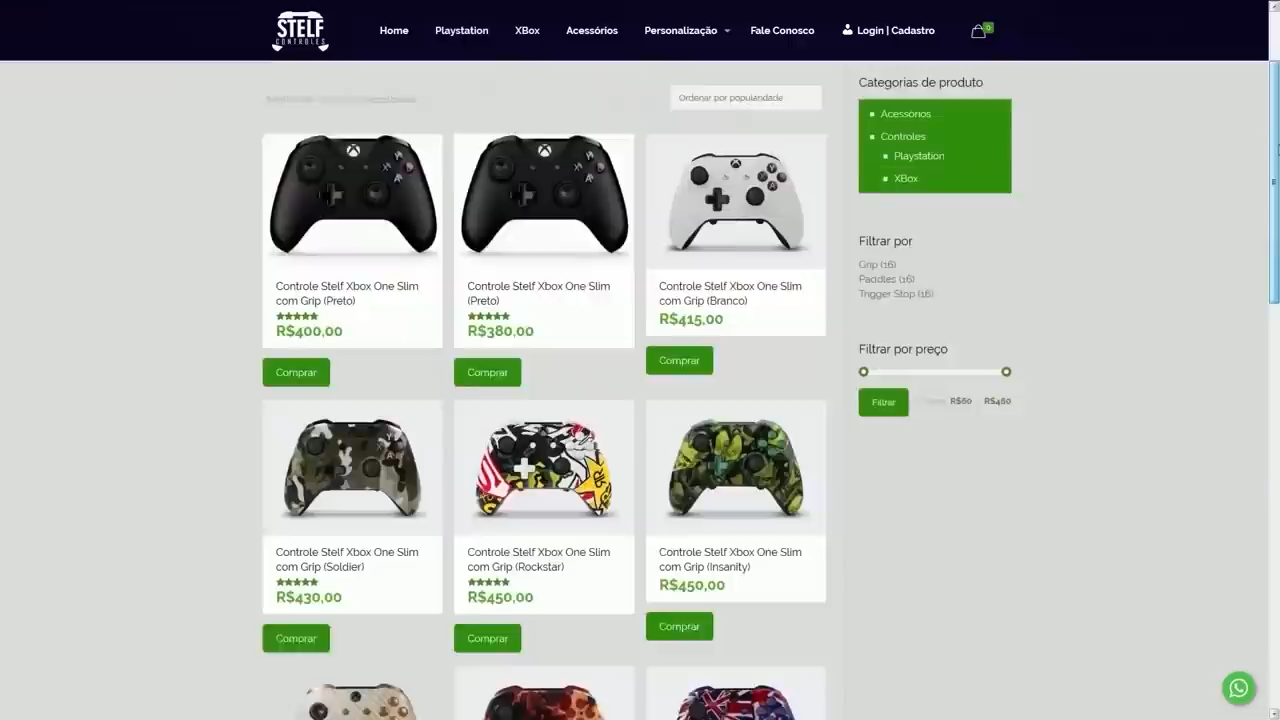 STELF
CONTROLES
Home
Playstation
XBox
Acessórios
Personalização
Fale Conosco
Login | Cadastro
0
Ordenar por popularidade
Controle Stelf Xbox One Slim
com Grip (Preto)
R$400,00
Comprar
Controle Stelf Xbox One Slim
(Preto)
R$380,00
Comprar
Controle Stelf Xbox One Slim
com Grip (Branco)
R$415,00
Comprar
Controle Stelf Xbox One Slim
com Grip (Soldier)
R$430,00
Comprar
Controle Stelf Xbox One Slim
com Grip (Rockstar)
R$450,00
Comprar
Controle Stelf Xbox One Slim
com Grip (Insanity)
R$450,00
Comprar
Categorias de produto
Acessórios
Controles
Playstation
XBox
Filtrar por
Grip (16)
Paddles (16)
Trigger Stop (16)
Filtrar por preço
Filtrar
R$60
R$460